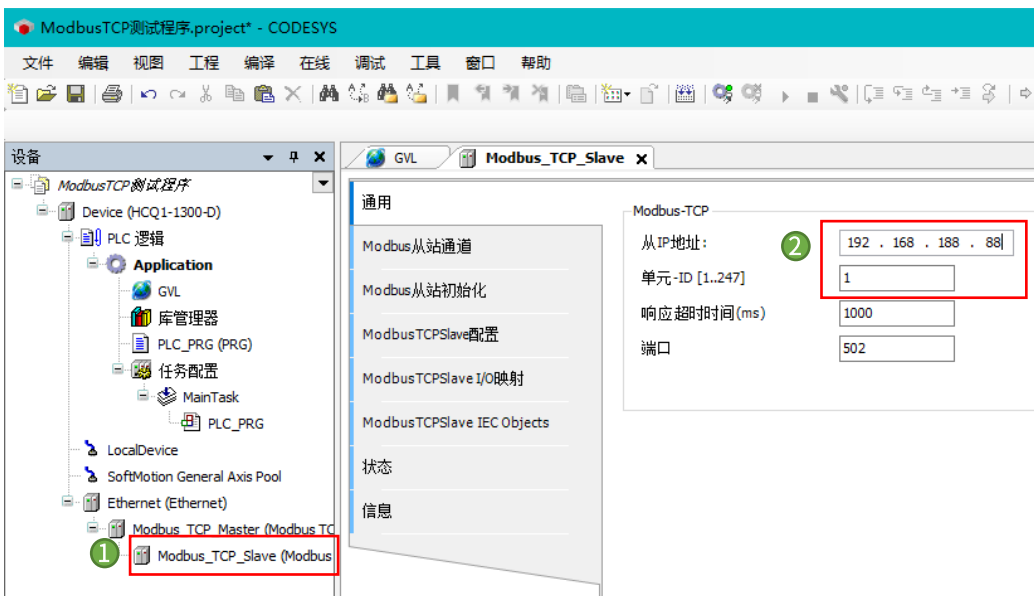 ModbusTCP测试程序.project* - CODESYS
文件 编辑 视图 工程 编译 在线 调试 工具 窗口 帮助
设备
ModbusTCP测试程序
Device (HCQ1-1300-D)
PLC 逻辑
Application
GVL
库管理器
PLC_PRG (PRG)
任务配置
MainTask
PLC_PRG
LocalDevice
SoftMotion General Axis Pool
Ethernet (Ethernet)
Modbus_TCP_Master (Modbus TC
1 Modbus_TCP_Slave (Modbus
GVL Modbus_TCP_Slave
通用
Modbus从站通道
Modbus从站初始化
ModbusTCPSlave配置
ModbusTCPSlave I/O映射
ModbusTCPSlave IEC Objects
状态
信息
Modbus-TCP
从IP地址: 2 192 . 168 . 188 . 88
单元-ID [1..247] 1
响应超时时间(ms) 1000
端口 502